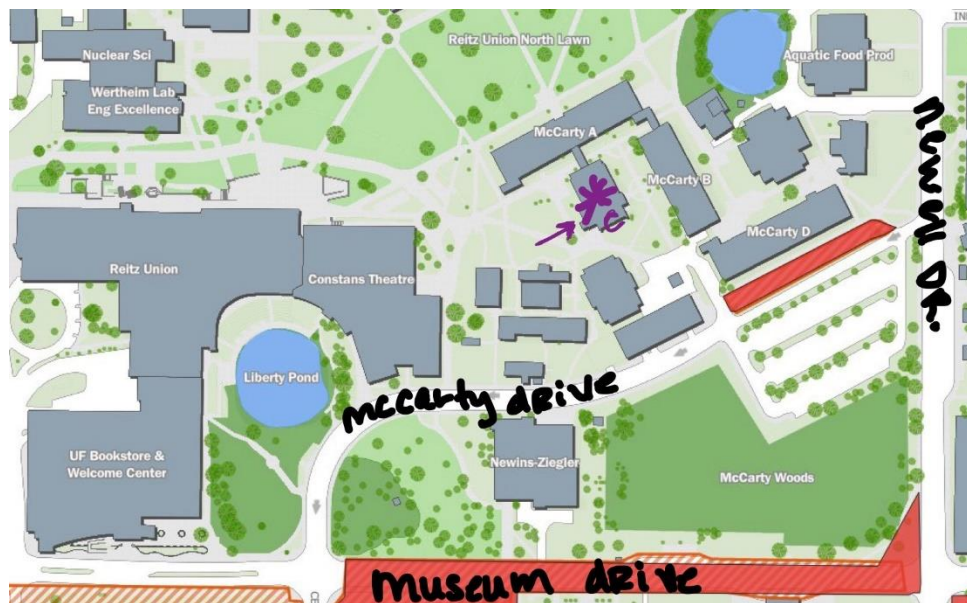 Nuclear Sci
Wertheim Lab
Eng Excellence
Reitz Union North Lawn
Aquatic Food Prod
McCarty A
McCarty B
C
McCarty D
Newell Dr.
Reitz Union
Constans Theatre
Liberty Pond
mccarty drive
UF Bookstore &
Welcome Center
Newins-Ziegler
McCarty Woods
museum drive